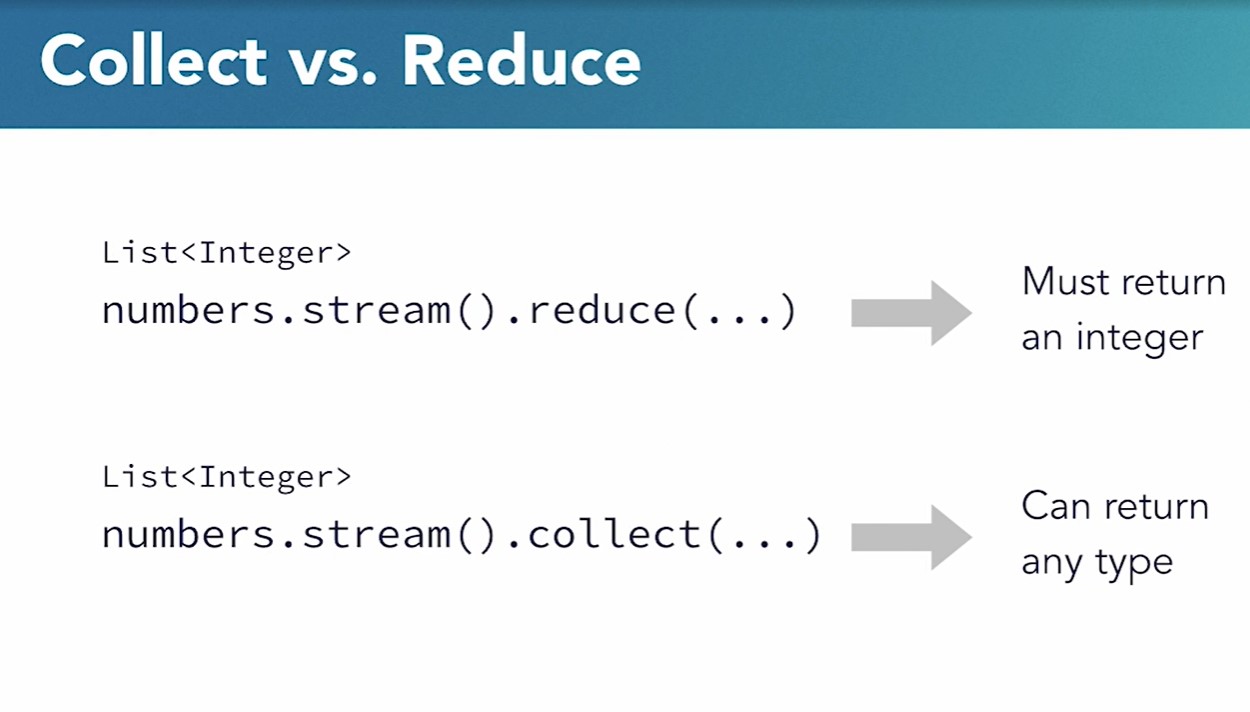 Collect vs. Reduce
List<Integer>
numbers.stream().reduce(...)
Must return
an integer
List<Integer>
numbers.stream().collect(...)
Can return
any type